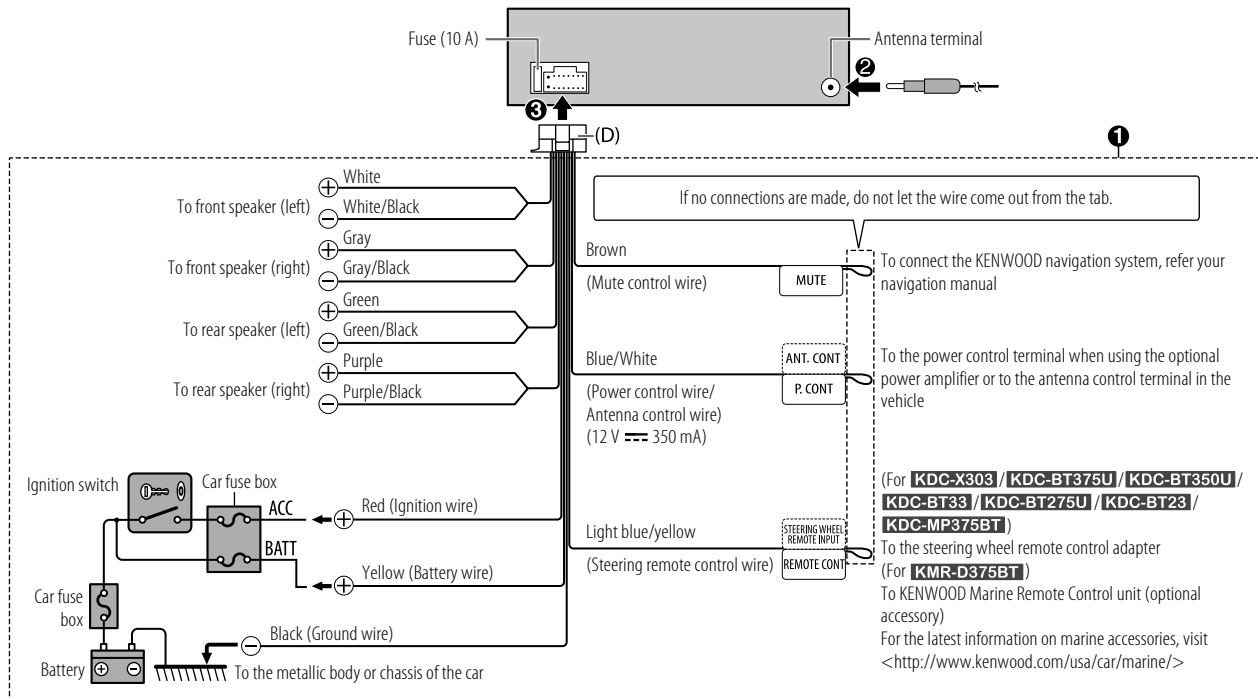 Fuse (10 A)
Antenna terminal
❷
❸
(D)
❶
White
To front speaker (left)
White/Black
Gray
To front speaker (right)
Gray/Black
Green
To rear speaker (left)
Green/Black
Purple
To rear speaker (right)
Purple/Black
If no connections are made, do not let the wire come out from the tab.
Brown
(Mute control wire)
MUTE
To connect the KENWOOD navigation system, refer your
navigation manual
Blue/White
(Power control wire/
Antenna control wire)
(12 V ⎓ 350 mA)
ANT. CONT
P. CONT
To the power control terminal when using the optional
power amplifier or to the antenna control terminal in the
vehicle
Light blue/yellow
(Steering remote control wire)
STEERING WHEEL
REMOTE INPUT
REMOTE CONT
(For KDC-X303 / KDC-BT375U / KDC-BT350U /
KDC-BT33 / KDC-BT275U / KDC-BT23 /
KDC-MP375BT )
To the steering wheel remote control adapter
(For KMR-D375BT )
To KENWOOD Marine Remote Control unit (optional
accessory)
For the latest information on marine accessories, visit
<http://www.kenwood.com/usa/car/marine/>
Ignition switch
Car fuse box
ACC
Red (Ignition wire)
BATT
Yellow (Battery wire)
Car fuse
box
Black (Ground wire)
Battery
To the metallic body or chassis of the car